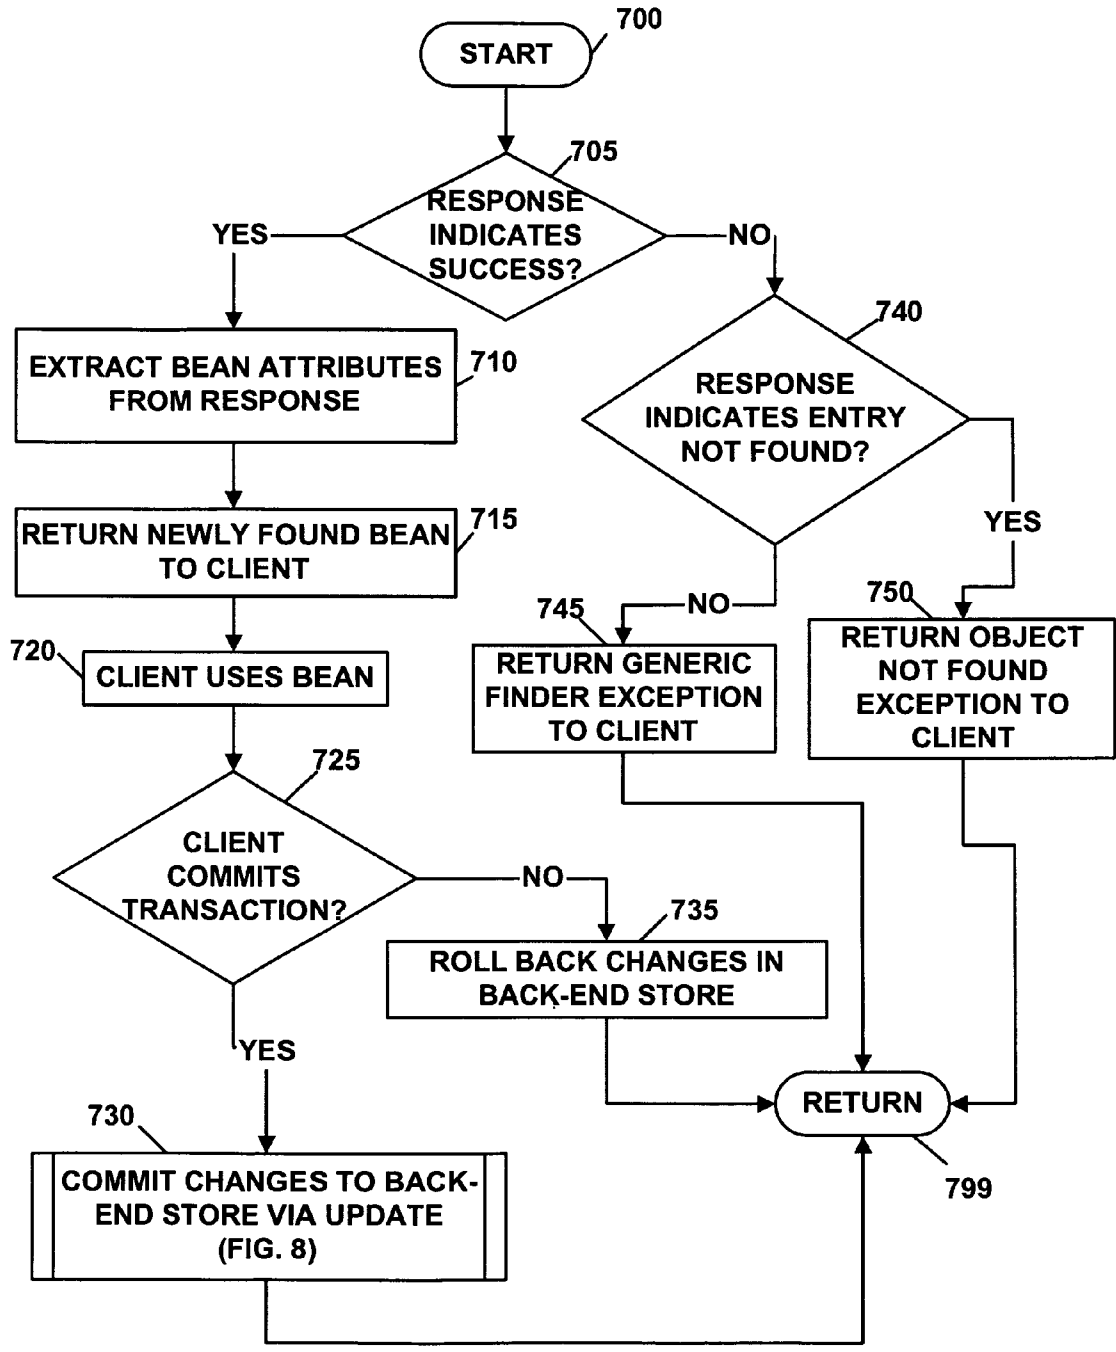 700
START
705
RESPONSE
INDICATES
SUCCESS?
YES
NO
740
EXTRACT BEAN ATTRIBUTES
FROM RESPONSE
710
RESPONSE
INDICATES ENTRY
NOT FOUND?
715
RETURN NEWLY FOUND BEAN
TO CLIENT
YES
NO
745
750
720
CLIENT USES BEAN
RETURN GENERIC
FINDER EXCEPTION
TO CLIENT
RETURN OBJECT
NOT FOUND
EXCEPTION TO
CLIENT
725
CLIENT
COMMITS
TRANSACTION?
NO
735
ROLL BACK CHANGES IN
BACK-END STORE
YES
RETURN
799
730
COMMIT CHANGES TO BACK-
END STORE VIA UPDATE
(FIG. 8)